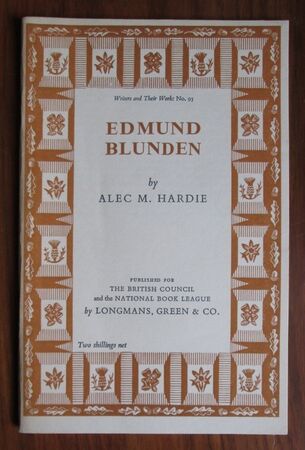 Writers and Their Work: No. 93
EDMUND
BLUNDEN
by
ALEC M. HARDIE
PUBLISHED FOR
THE BRITISH COUNCIL
and the NATIONAL BOOK LEAGUE
by LONGMANS, GREEN & CO.
Two shillings net